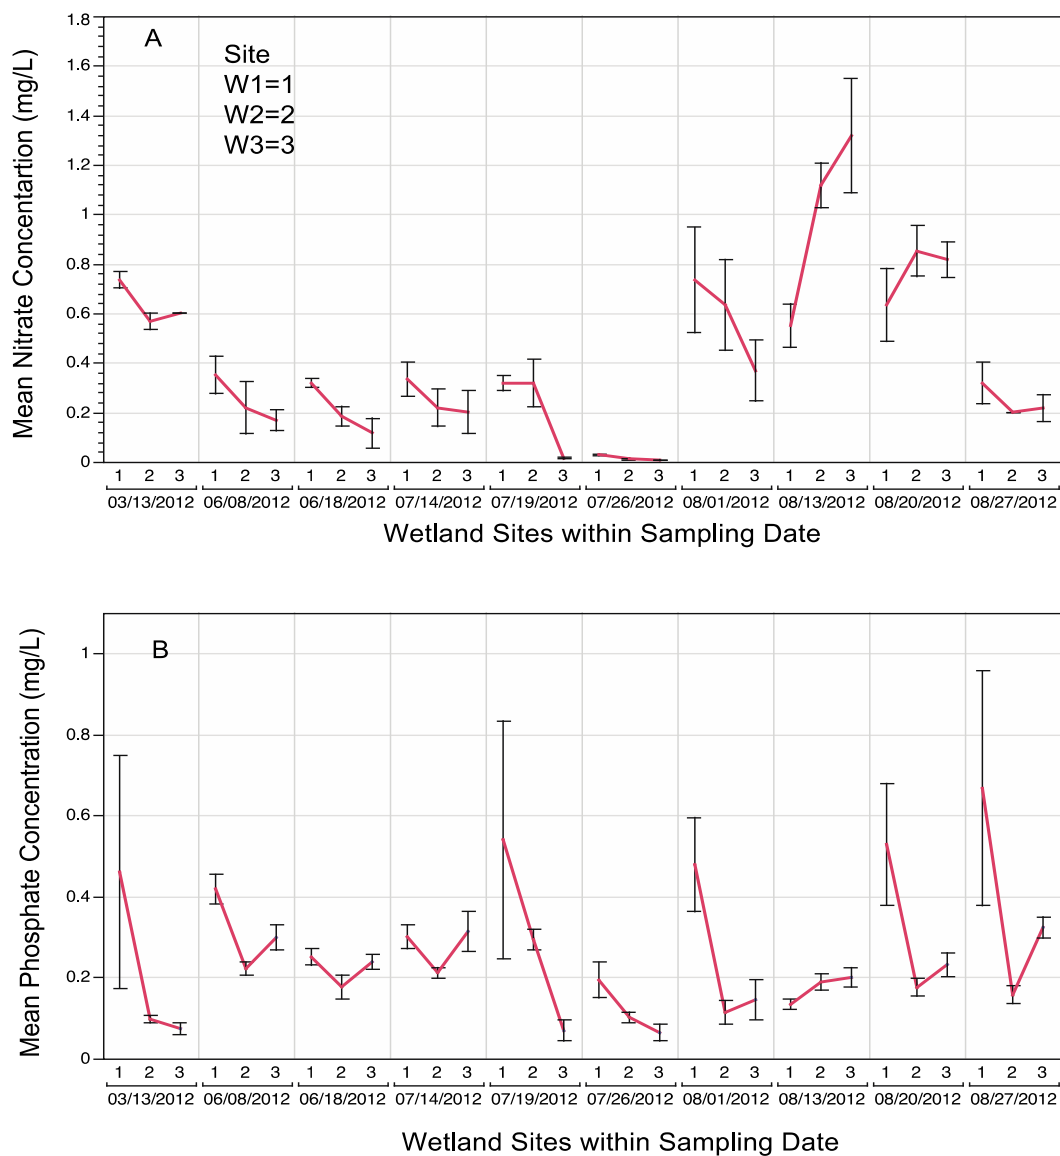 Mean Nitrate Concentartion (mg/L)
A
Site
W1=1
W2=2
W3=3
1.8
1.6
1.4
1.2
1
0.8
0.6
0.4
0.2
0
1 2 3 1 2 3 1 2 3 1 2 3 1 2 3 1 2 3 1 2 3 1 2 3 1 2 3 1 2 3
03/13/2012 06/08/2012 06/18/2012 07/14/2012 07/19/2012 07/26/2012 08/01/2012 08/13/2012 08/20/2012 08/27/2012
Wetland Sites within Sampling Date
Mean Phosphate Concentration (mg/L)
B
1
0.8
0.6
0.4
0.2
0
1 2 3 1 2 3 1 2 3 1 2 3 1 2 3 1 2 3 1 2 3 1 2 3 1 2 3 1 2 3
03/13/2012 06/08/2012 06/18/2012 07/14/2012 07/19/2012 07/26/2012 08/01/2012 08/13/2012 08/20/2012 08/27/2012
Wetland Sites within Sampling Date